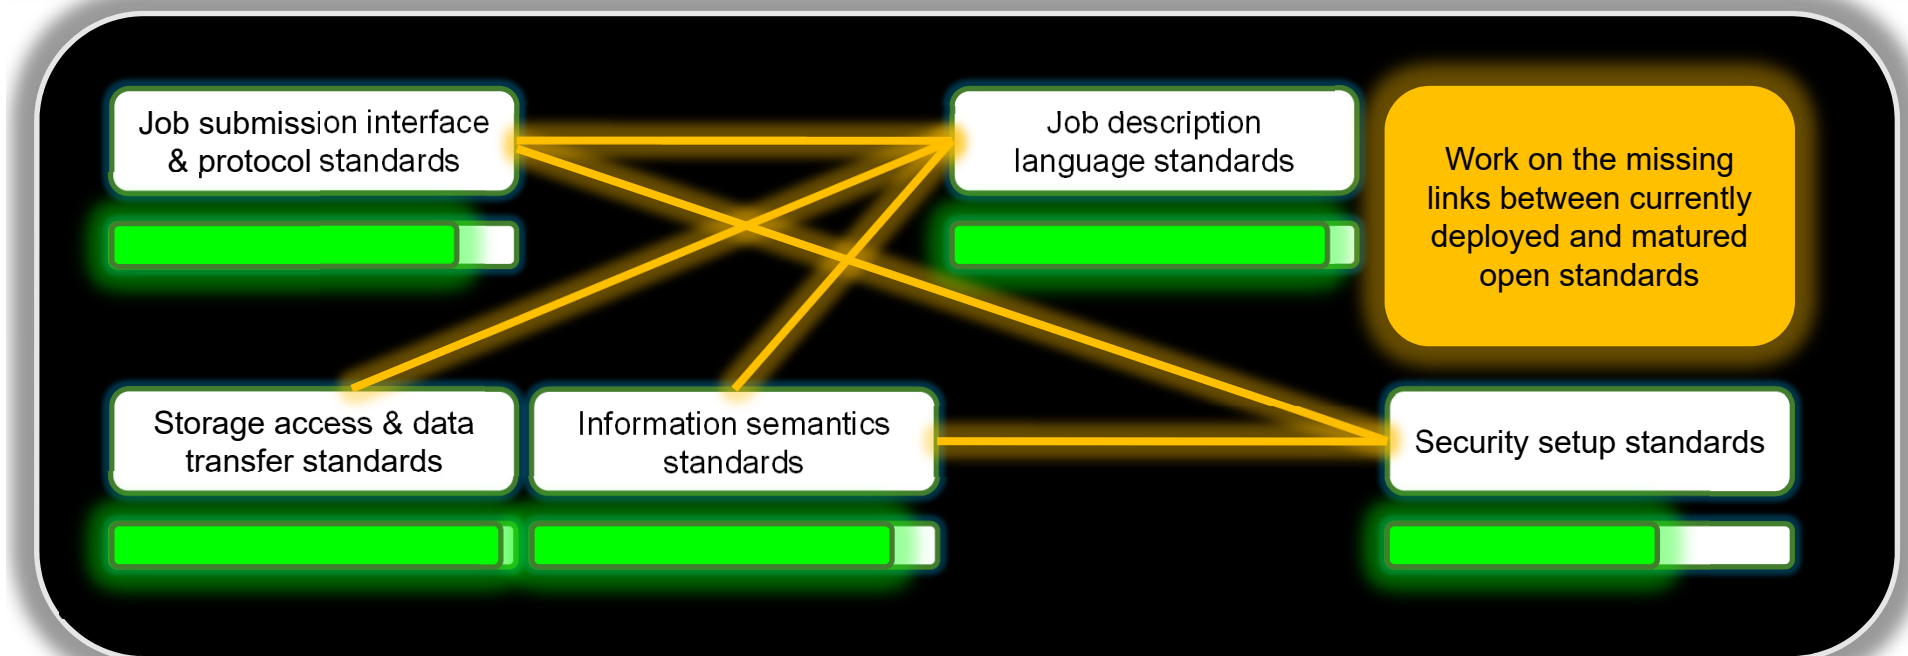 Job submission interface
& protocol standards
Job description
language standards
Work on the missing
links between currently
deployed and matured
open standards
Storage access & data
transfer standards
Information semantics
standards
Security setup standards